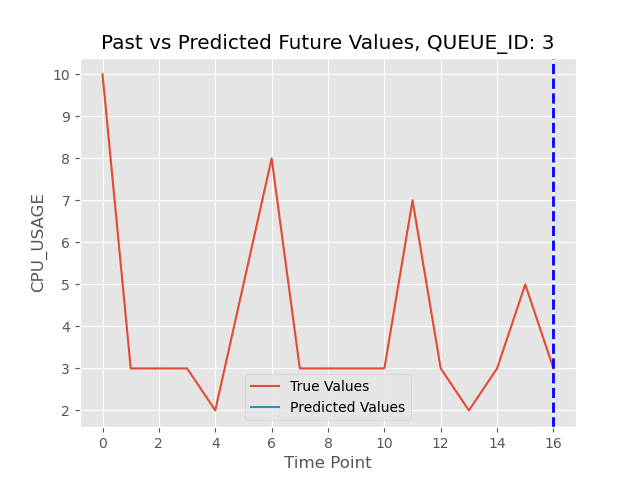 Past vs Predicted Future Values, QUEUE_ID: 3
10
9
8
7
6
5
4
3
2
CPU_USAGE
True Values
Predicted Values
0 2 4 6 8 10 12 14 16
Time Point